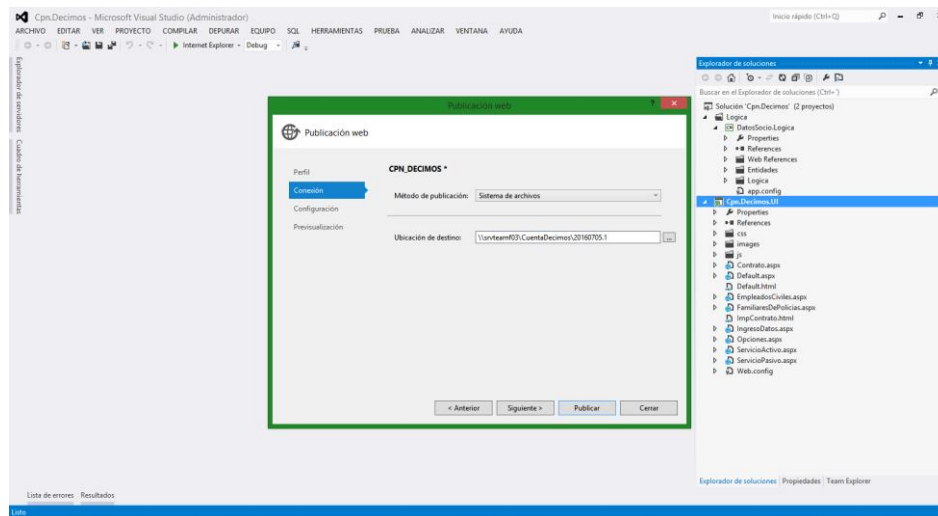 Cpn.Decimos - Microsoft Visual Studio (Administrador)
Inicio rápido (Ctrl+Q)
ARCHIVO EDITAR VER PROYECTO COMPILAR DEPURAR EQUIPO SQL HERRAMIENTAS PRUEBA ANALIZAR VENTANA AYUDA
Internet Explorer Debug
Explorador de servidores
Cuadro de herramientas
Publicación web
Publicación web
Perfil
Conexión
Configuración
Previsualización
CPN_DECIMOS *
Método de publicación: Sistema de archivos
Ubicación de destino: \\srvteamf03\CuentaDecimos\20160705.1
...
< Anterior Siguiente > Publicar Cerrar
Explorador de soluciones
Buscar en el Explorador de soluciones (Ctrl+´)
Solución 'Cpn.Decimos' (2 proyectos)
Logica
DatosSocio.Logica
Properties
References
Web References
Entidades
Logica
app.config
Cpn.Decimos.UI
Properties
References
css
images
js
Contrato.aspx
Default.aspx
Default.html
EmpleadosCiviles.aspx
FamiliaresDePolicias.aspx
ImpContrato.html
IngresoDatos.aspx
Opciones.aspx
ServicioActivo.aspx
ServicioPasivo.aspx
Web.config
Explorador de soluciones Propiedades Team Explorer
Lista de errores Resultados
Listo